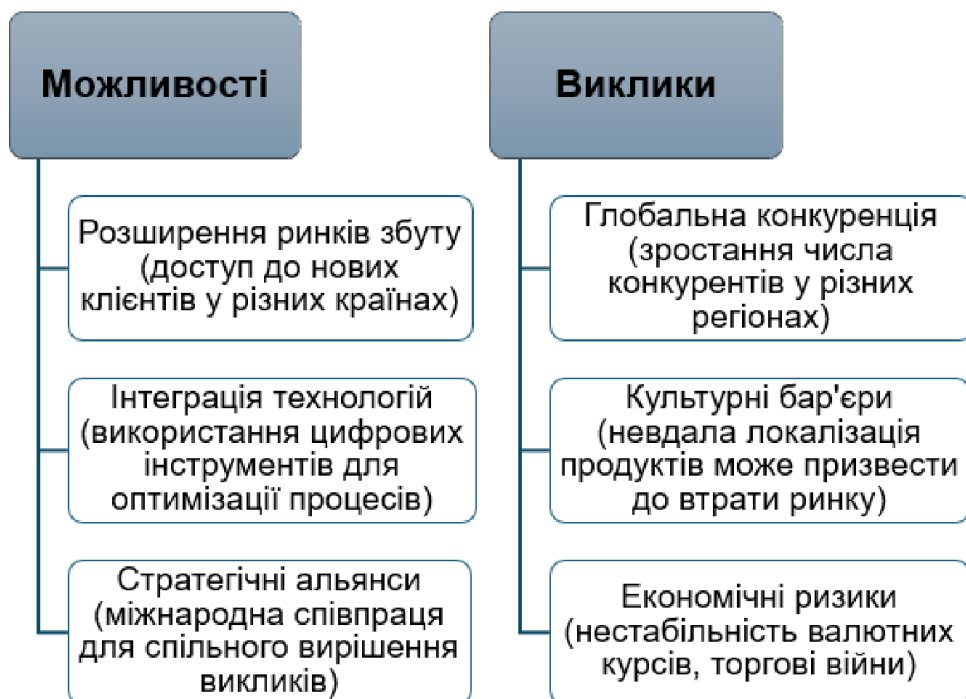 Можливості
Розширення ринків збуту
(доступ до нових
клієнтів у різних країнах)
Інтеграція технологій
(використання цифрових
інструментів для
оптимізації процесів)
Стратегічні альянси
(міжнародна співпраця
для спільного вирішення
викликів)
Виклики
Глобальна конкуренція
(зростання числа
конкурентів у різних
регіонах)
Культурні бар'єри
(невдала локалізація
продуктів може призвести
до втрати ринку)
Економічні ризики
(нестабільність валютних
курсів, торгові війни)